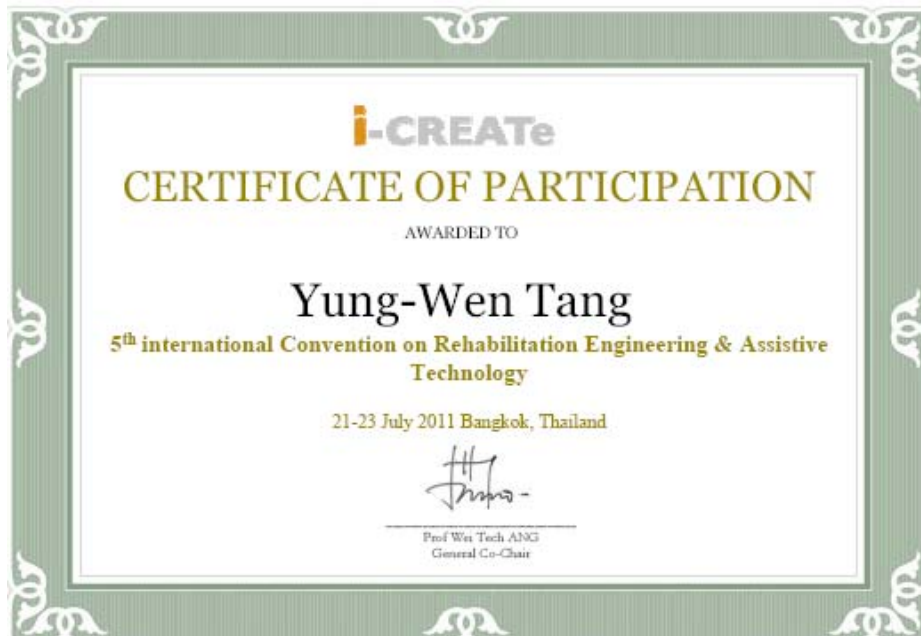 i-CREATe
CERTIFICATE OF PARTICIPATION
AWARDED TO
Yung-Wen Tang
5th international Convention on Rehabilitation Engineering & Assistive
Technology
21-23 July 2011 Bangkok, Thailand
Prof Wei Tech ANG
General Co-Chair